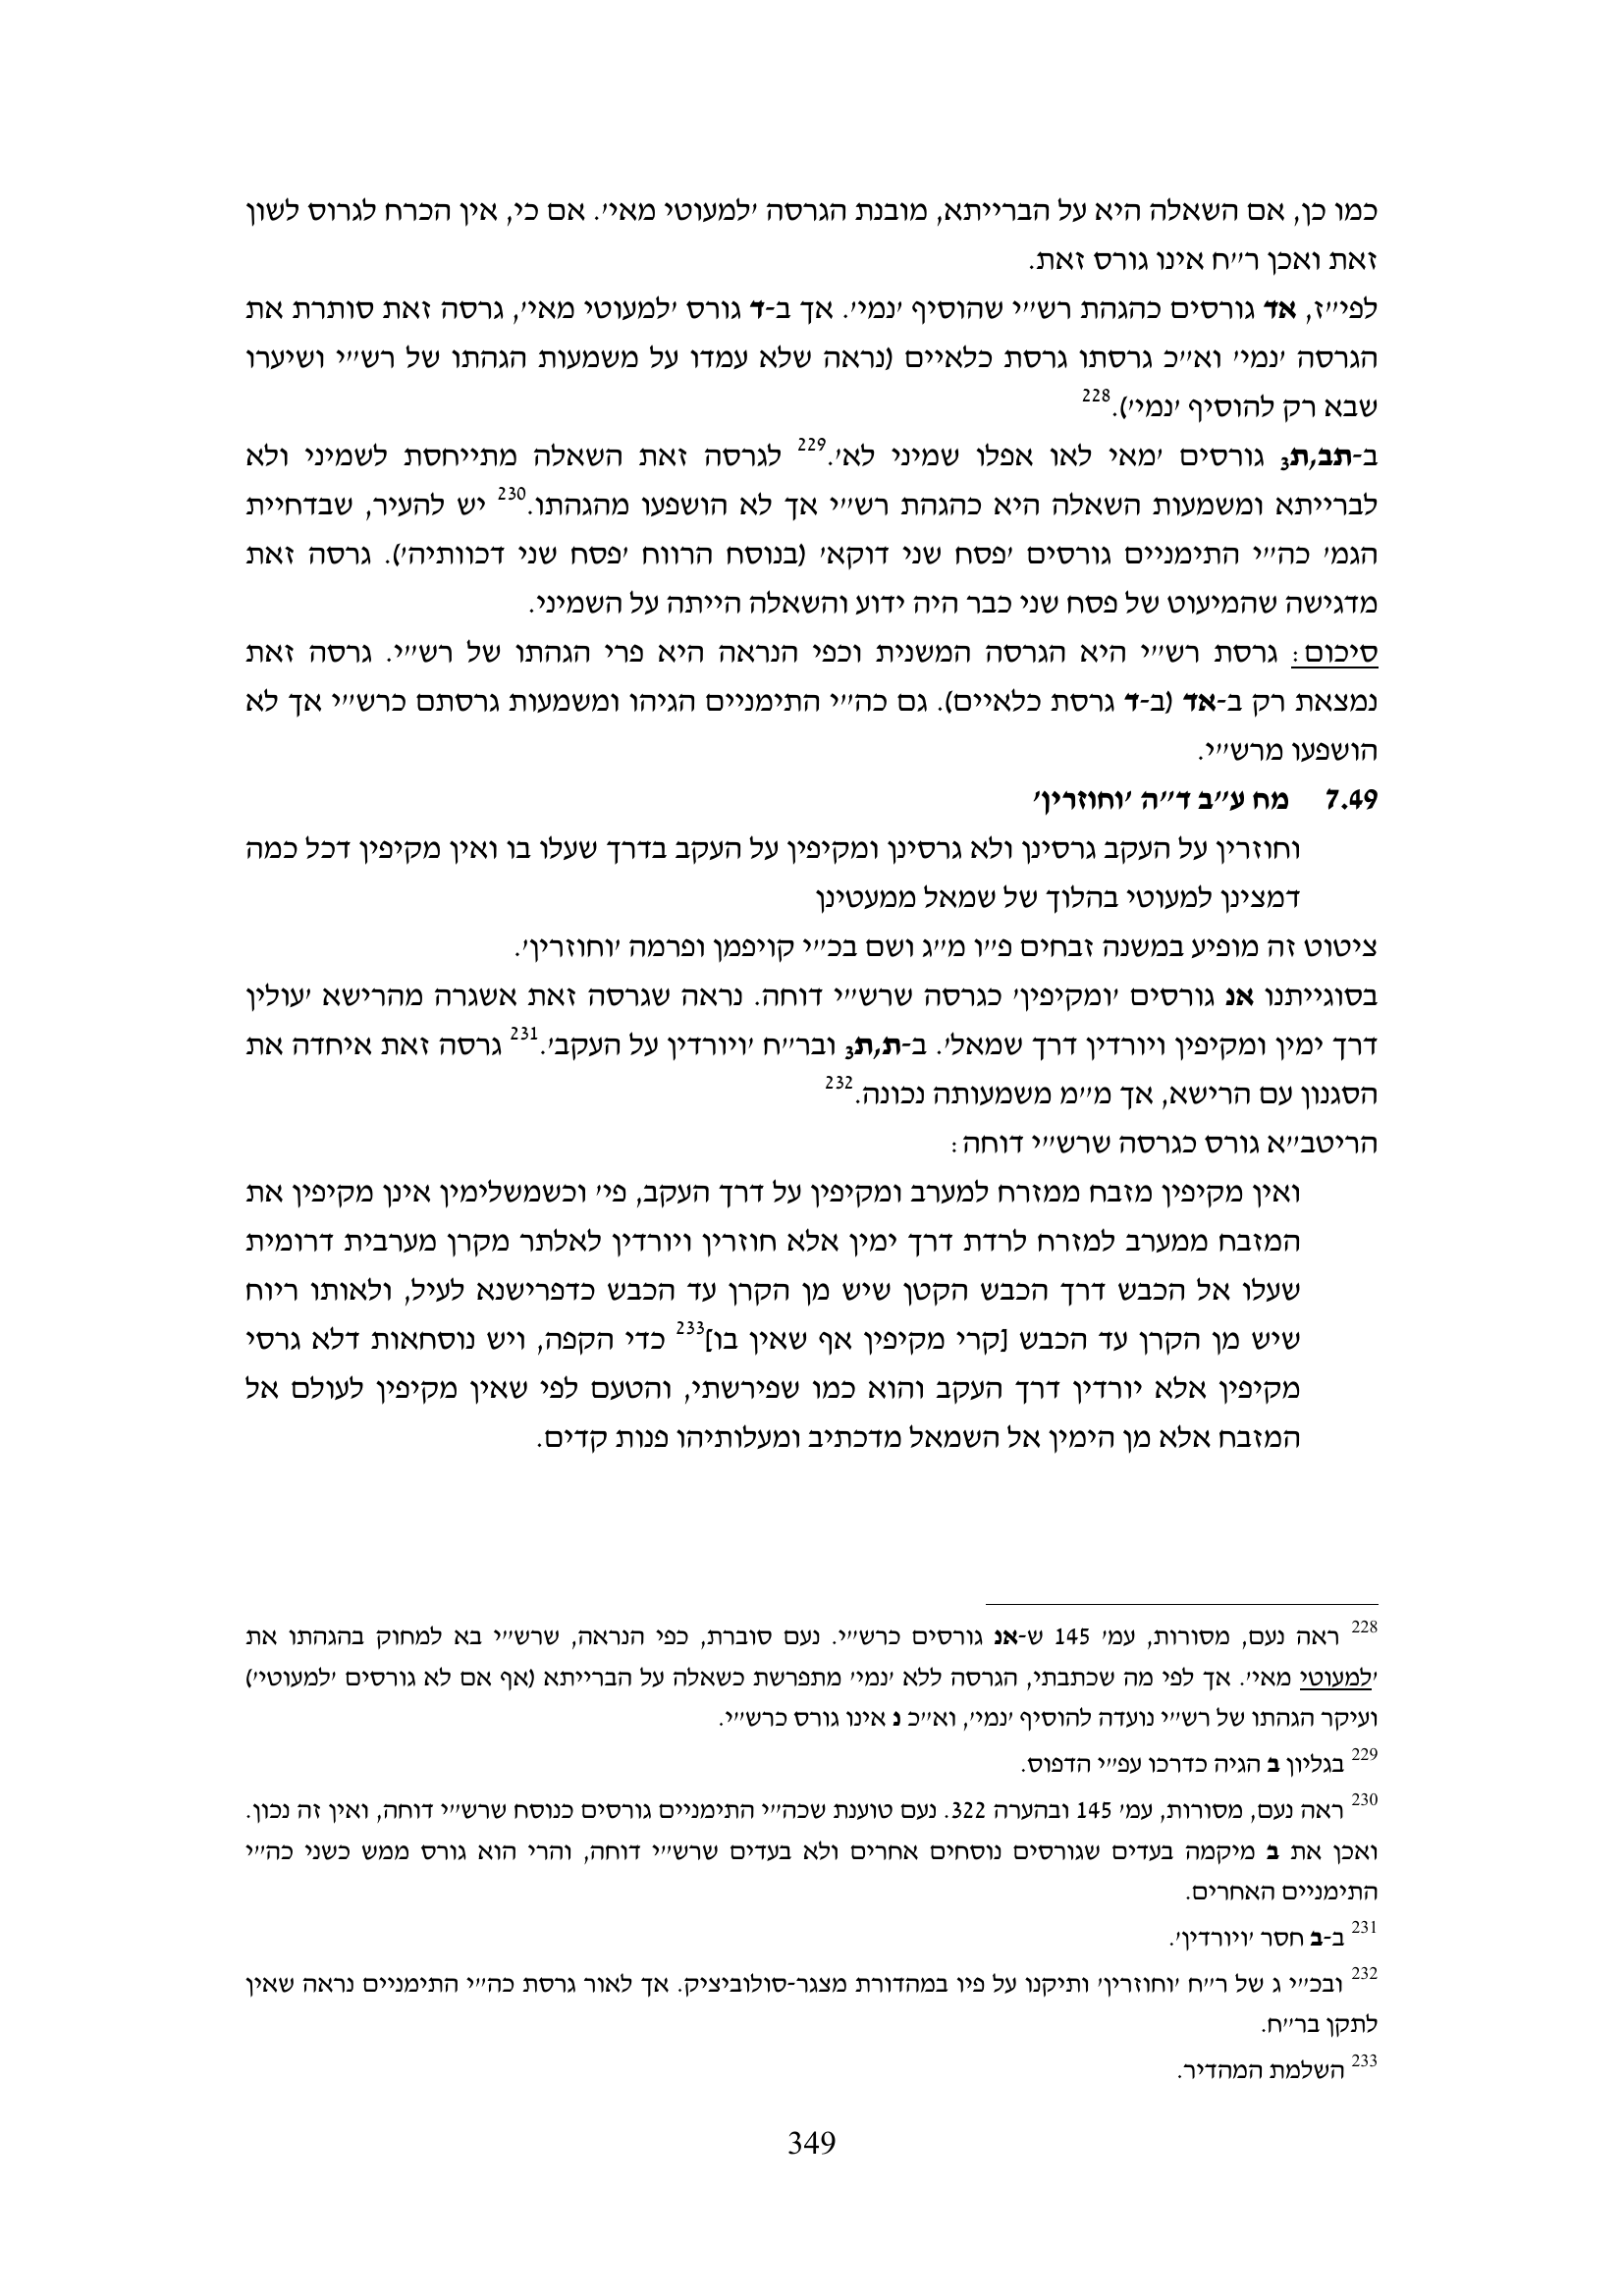 כמו כן, אם השאלה היא על הברייתא, מובנת הגרסה 'למעוטי מאי'. אם כי, אין הכרח לגרוס לשון
זאת ואכן ר"ח אינו גורס זאת.
לפי"ז, אד גורסים כהגהת רש"י שהוסיף 'נמי'. אך ב-ד גורס 'למעוטי מאי', גרסה זאת סותרת את
הגרסה 'נמי' וא"כ גרסתו גרסת כלאיים (נראה שלא עמדו על משמעות הגהתו של רש"י ושיערו
שבא רק להוסיף 'נמי').228
ב-תב,ת3 גורסים 'מאי לאו אפלו שמיני לא'.229 לגרסה זאת השאלה מתייחסת לשמיני ולא
לברייתא ומשמעות השאלה היא כהגהת רש"י אך לא הושפעו מהגהתו.230 יש להעיר, שבדחיית
הגמ' כה"י התימניים גורסים 'פסח שני דוקא' (בנוסח הרווח 'פסח שני דכוותיה'). גרסה זאת
מדגישה שהמיעוט של פסח שני כבר היה ידוע והשאלה הייתה על השמיני.
סיכום: גרסת רש"י היא הגרסה המשנית וכפי הנראה היא פרי הגהתו של רש"י. גרסה זאת
נמצאת רק ב-אד (ב-ד גרסת כלאיים). גם כה"י התימניים הגיהו ומשמעות גרסתם כרש"י אך לא
הושפעו מרש"י.
7.49 מח ע"ב ד"ה 'וחוזרין'
וחוזרין על העקב גרסינן ולא גרסינן ומקיפין על העקב בדרך שעלו בו ואין מקיפין דכל כמה
דמצינן למעוטי בהלוך של שמאל ממעטינן
ציטוט זה מופיע במשנה זבחים פ"ו מ"ג ושם בכ"י קויפמן ופרמה 'וחוזרין'.
בסוגייתנו אנ גורסים 'ומקיפין' כגרסה שרש"י דוחה. נראה שגרסה זאת אשגרה מהרישא 'עולין
דרך ימין ומקיפין ויורדין דרך שמאל'. ב-ת,ת3 ובר"ח 'ויורדין על העקב'.231 גרסה זאת איחדה את
הסגנון עם הרישא, אך מ"מ משמעותה נכונה.232
הריטב"א גורס כגרסה שרש"י דוחה:
ואין מקיפין מזבח ממזרח למערב ומקיפין על דרך העקב, פי' וכשמשלימין אינן מקיפין את
המזבח ממערב למזרח לרדת דרך ימין אלא חוזרין ויורדין לאלתר מקרן מערבית דרומית
שעלו אל הכבש דרך הכבש הקטן שיש מן הקרן עד הכבש כדפרישנא לעיל, ולאותו ריוח
שיש מן הקרן עד הכבש [קרי מקיפין אף שאין בו]233 כדי הקפה, ויש נוסחאות דלא גרסי
מקיפין אלא יורדין דרך העקב והוא כמו שפירשתי, והטעם לפי שאין מקיפין לעולם אל
המזבח אלא מן הימין אל השמאל מדכתיב ומעלותיהו פנות קדים.
228 ראה נעם, מסורות, עמ' 145 ש-אנ גורסים כרש"י. נעם סוברת, כפי הנראה, שרש"י בא למחוק בהגהתו את
'למעוטי מאי'. אך לפי מה שכתבתי, הגרסה ללא 'נמי' מתפרשת כשאלה על הברייתא (אף אם לא גורסים 'למעוטי')
ועיקר הגהתו של רש"י נועדה להוסיף 'נמי', וא"כ נ אינו גורס כרש"י.
229 בגליון ב הגיה כדרכו עפ"י הדפוס.
230 ראה נעם, מסורות, עמ' 145 ובהערה 322. נעם טוענת שכה"י התימניים גורסים כנוסח שרש"י דוחה, ואין זה נכון.
ואכן את ב מיקמה בעדים שגורסים נוסחים אחרים ולא בעדים שרש"י דוחה, והרי הוא גורס ממש כשני כה"י
התימניים האחרים.
231 ב-ב חסר 'ויורדין'.
232 ובכ"י ג של ר"ח 'וחוזרין' ותיקנו על פיו במהדורת מצגר-סולוביציק. אך לאור גרסת כה"י התימניים נראה שאין
לתקן בר"ח.
233 השלמת המהדיר.
349